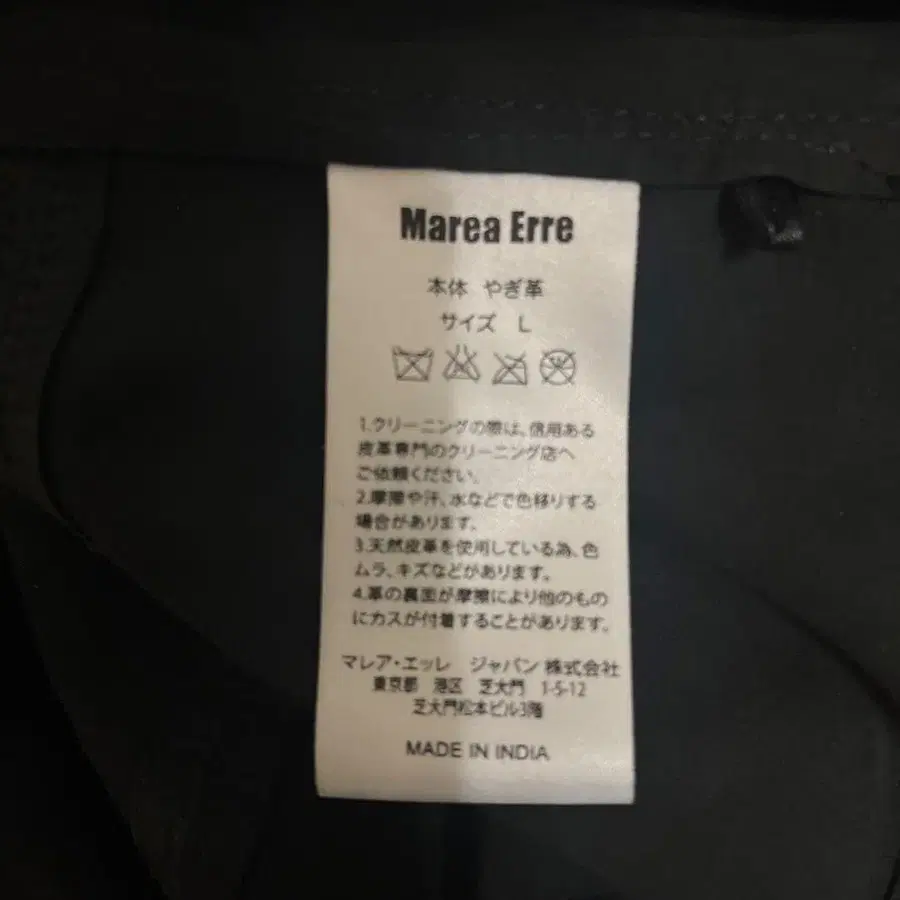 Marea Erre
本体 やぎ革
サイズ L
1.クリーニングの際は、信用ある
皮革専門のクリーニング店へ
ご依頼ください。
2.摩擦や汗、水などで色移りする
場合があります。
3.天然皮革を使用している為、色
ムラ、キズなどがあります。
4.革の裏面が摩擦により他のもの
にカスが付着することがあります。
マレア・エッレ ジャパン 株式会社
東京都 港区 芝大門 1-5-12
芝大門松本ビル3階
MADE IN INDIA